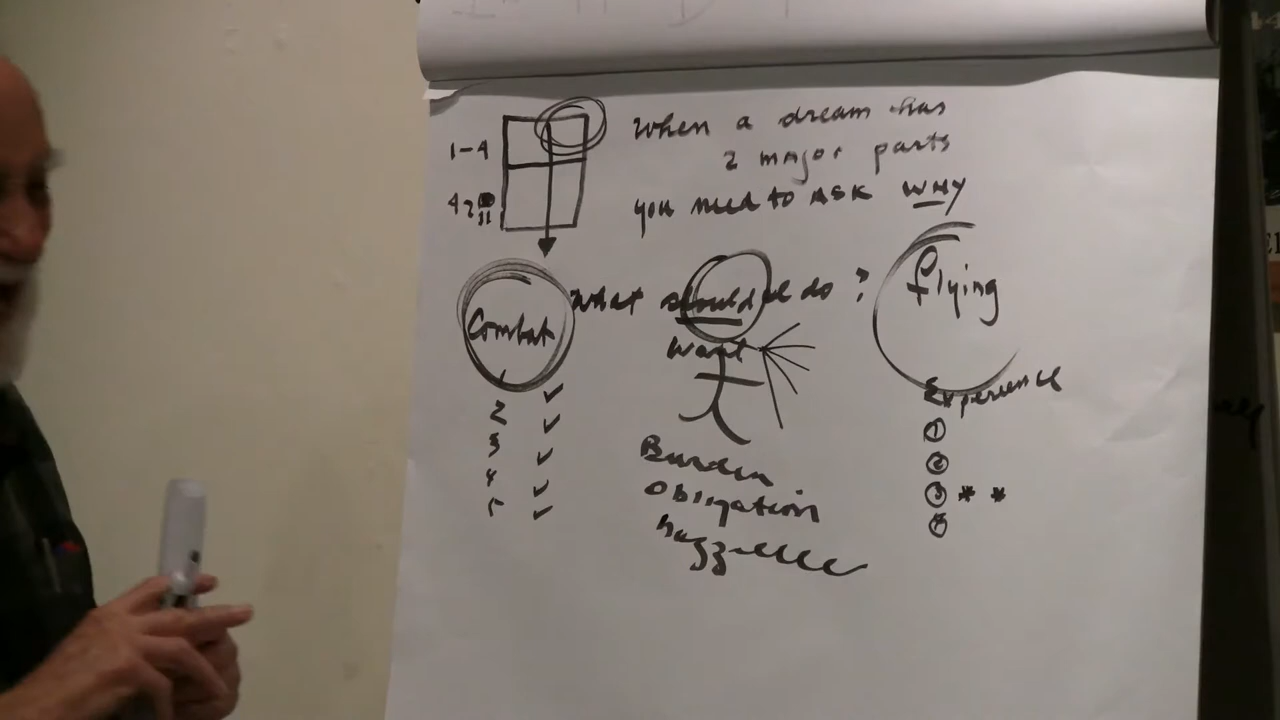 When a dream has
1-4
2 major parts
you need to ASK WHY
What should I do ?
flying
Combat
Want
Experience
1
2
3
4
5
1
2
3 * *
Burden
Obligation